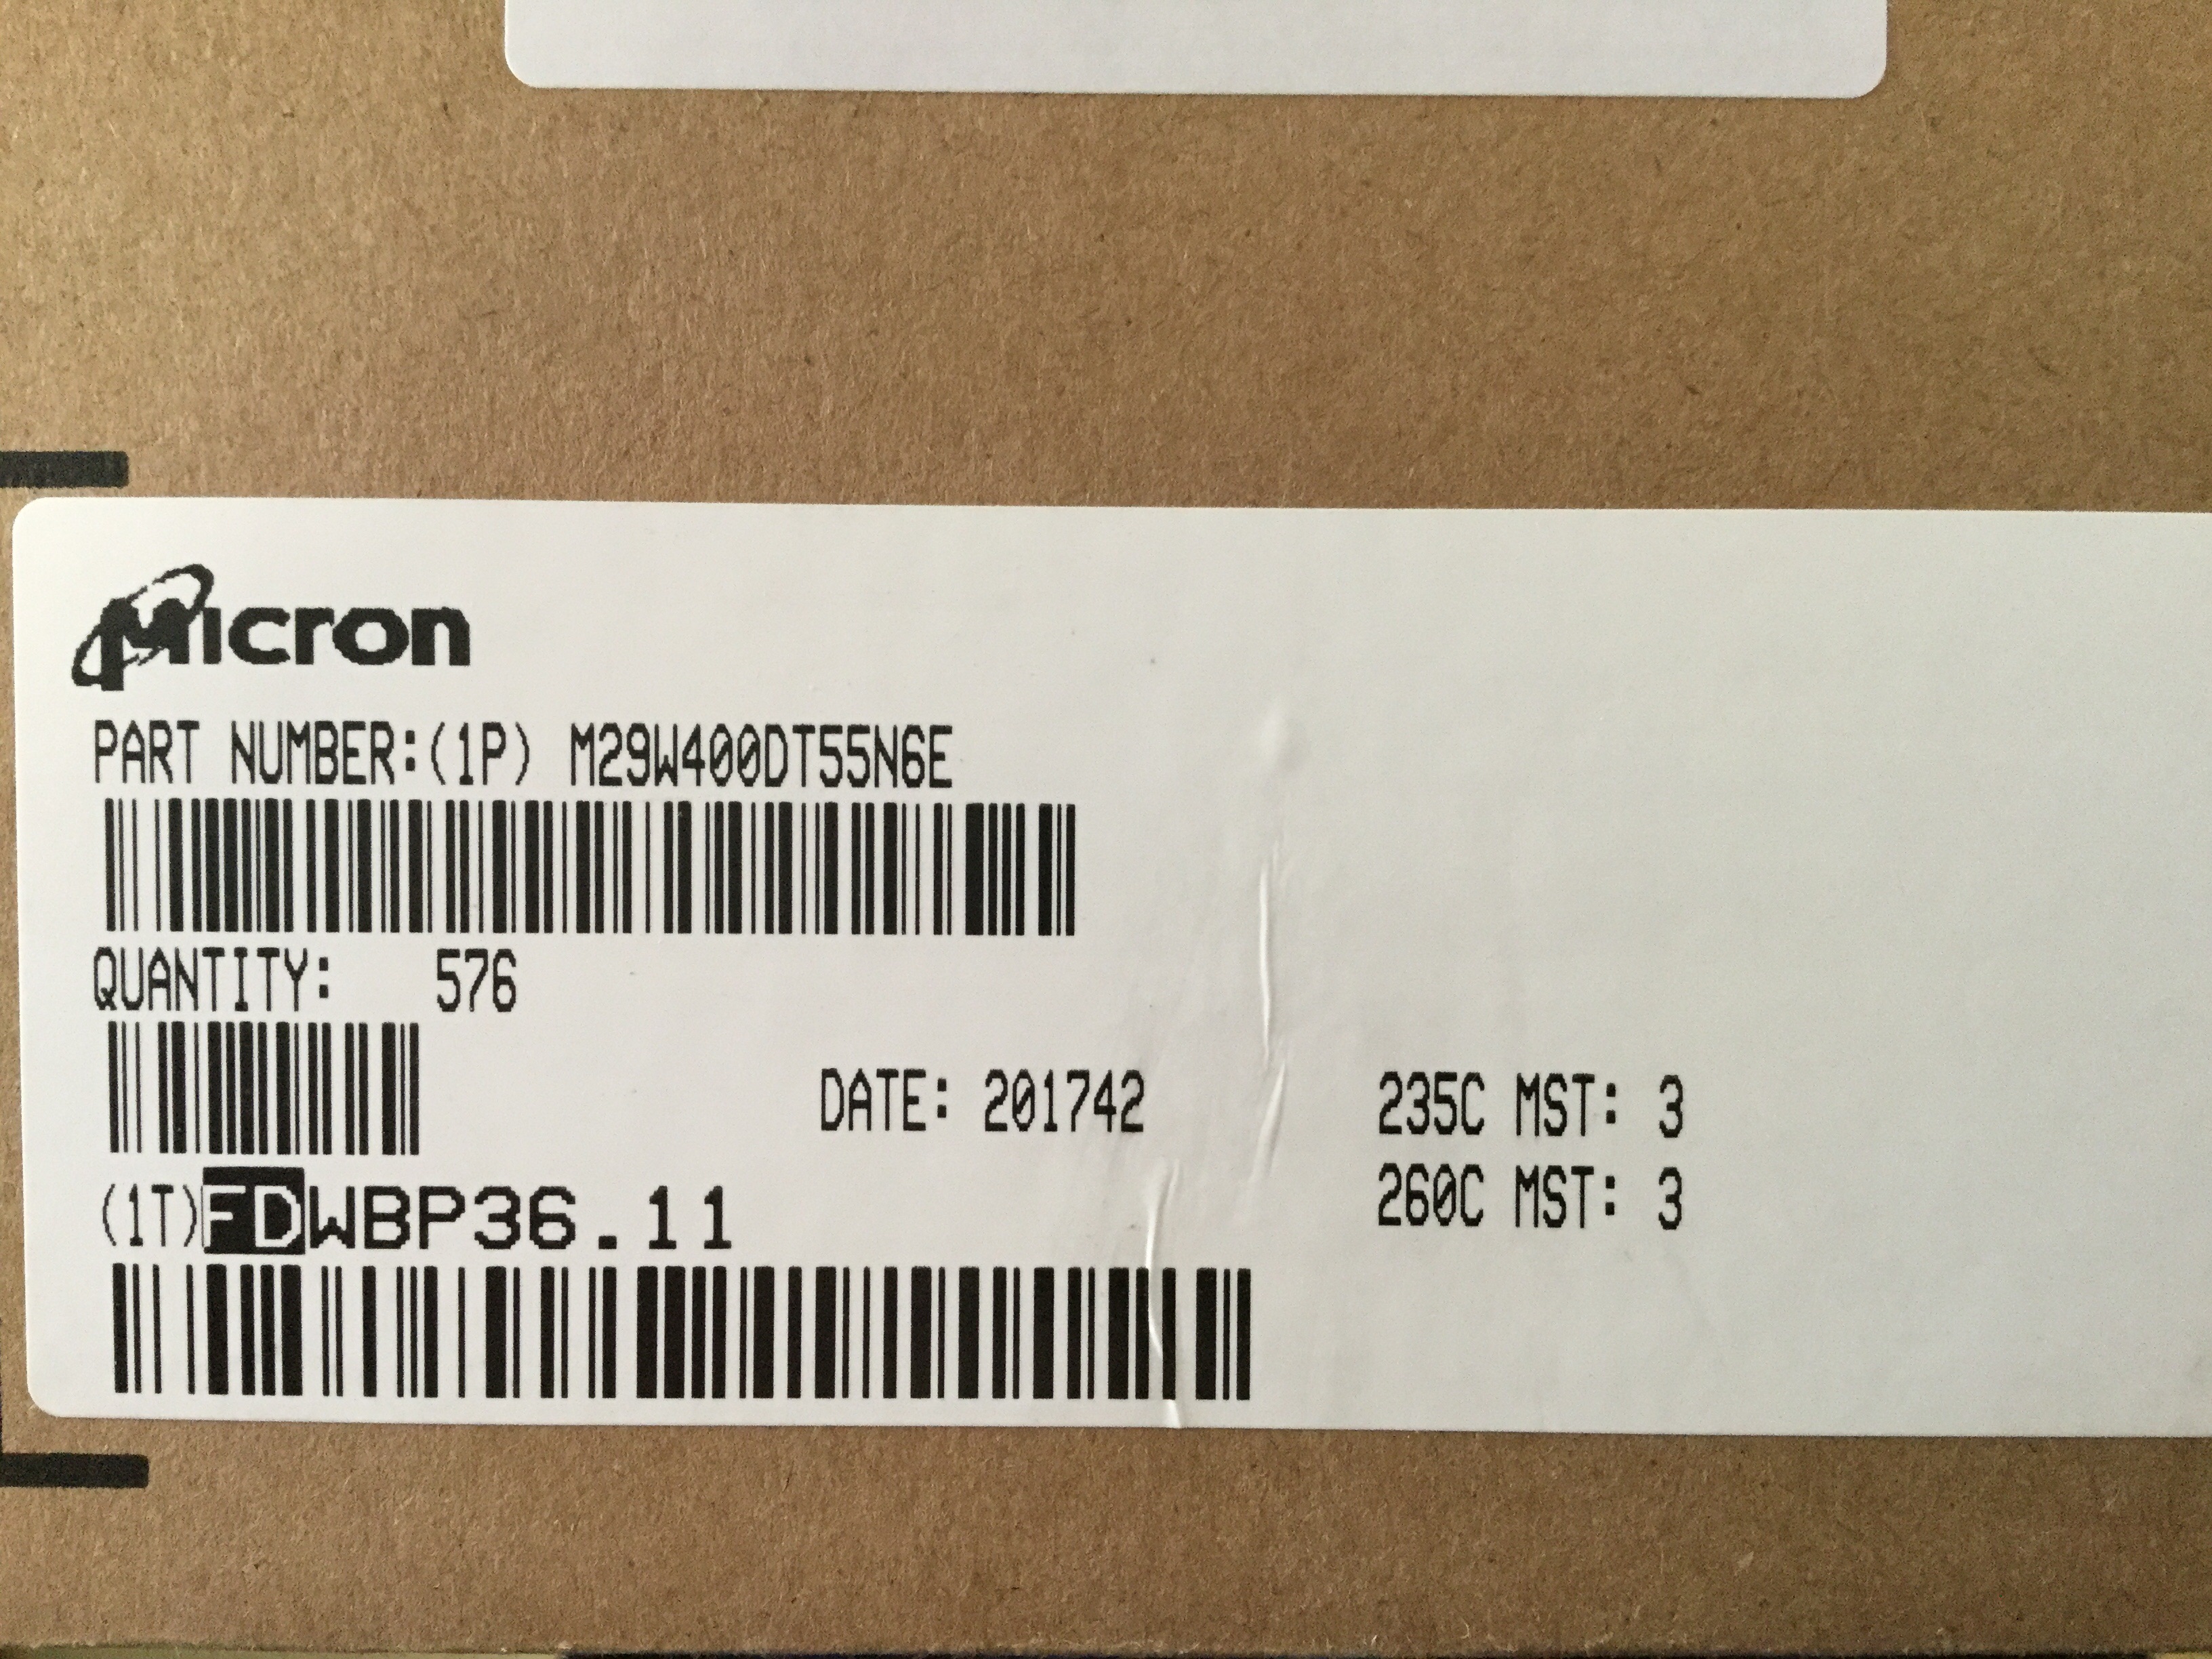 Micron
PART NUMBER:(1P) M29W400DT55N6E
QUANTITY: 576
DATE: 201742
235C MST: 3
(1T)FDWBP36.11
260C MST: 3